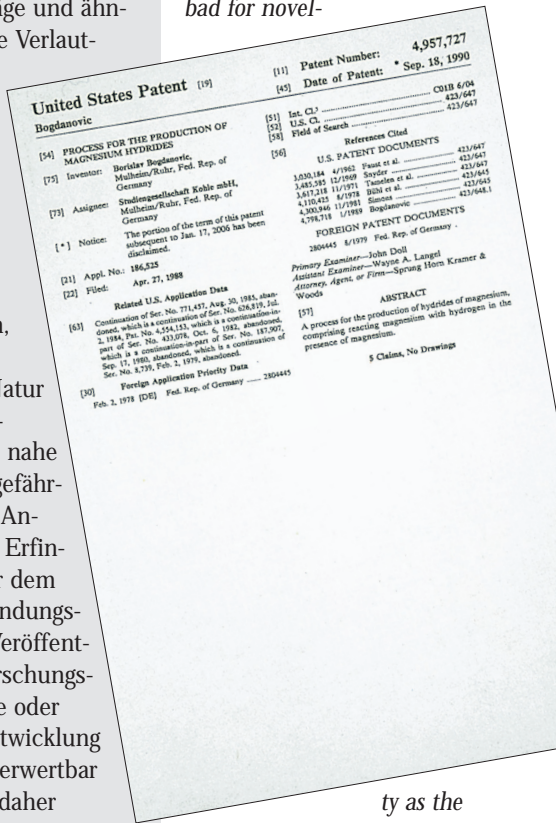 äge und ähn-
e Verlaut-
n,
Natur
-
nahe
gefähr-
An-
Erfin-
r dem
ndungs-
Veröffent-
rschungs-
e oder
twicklung
erwertbar
daher
bad for novel-
United States Patent [19]
Bogdanovic
[11] Patent Number: 4,957,727
[45] Date of Patent: * Sep. 18, 1990
[54] PROCESS FOR THE PRODUCTION OF
MAGNESIUM HYDRIDES
[75] Inventor: Borislav Bogdanovic,
Mulheim/Ruhr, Fed. Rep. of
Germany
[73] Assignee: Studiengesellschaft Kohle mbH,
Mulheim/Ruhr, Fed. Rep. of
Germany
[*] Notice: The portion of the term of this patent
subsequent to Jan. 17, 2006 has been
disclaimed.
[21] Appl. No.: 186,525
[22] Filed: Apr. 27, 1988
Related U.S. Application Data
[63] Continuation of Ser. No. 771,457, Aug. 30, 1985, aban-
doned, which is a continuation of Ser. No. 626,819, Jul.
2, 1984, Pat. No. 4,554,153, which is a continuation-in-
part of Ser. No. 433,078, Oct. 6, 1982, abandoned,
which is a continuation-in-part of Ser. No. 187,907,
Sep. 17, 1980, abandoned, which is a continuation of
Ser. No. 8,739, Feb. 2, 1979, abandoned.
[30] Foreign Application Priority Data
Feb. 2, 1978 [DE] Fed. Rep. of Germany ....... 2804445
[51] Int. Cl.⁵ ....... C01B 6/04
[52] U.S. Cl. ....... 423/647
[58] Field of Search ....... 423/647
[56] References Cited
U.S. PATENT DOCUMENTS
3,030,184 4/1962 Faust et al. ....... 423/647
3,485,585 12/1969 Snyder ....... 423/647
3,617,218 11/1971 Tamelen et al. ....... 423/647
4,110,425 8/1978 Bühl et al. ....... 423/645
4,300,946 11/1981 Simons ....... 423/645
4,798,718 1/1989 Bogdanovic ....... 423/648.1
FOREIGN PATENT DOCUMENTS
2804445 8/1979 Fed. Rep. of Germany .
Primary Examiner—John Doll
Assistant Examiner—Wayne A. Langel
Attorney, Agent, or Firm—Sprung Horn Kramer &
Woods
[57] ABSTRACT
A process for the production of hydrides of magnesium,
comprising reacting magnesium with hydrogen in the
presence of magnesium.
5 Claims, No Drawings
ty as the